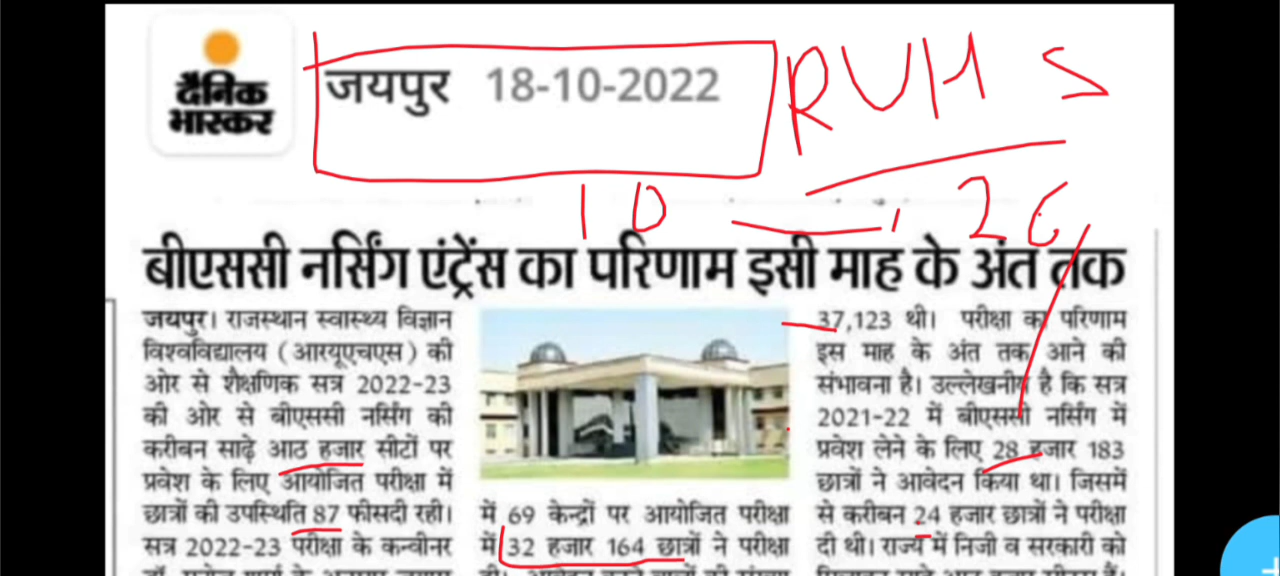 दैनिक
भास्कर
जयपुर 18-10-2022
RUHS
10 26
बीएससी नर्सिंग एंट्रेंस का परिणाम इसी माह के अंत तक
जयपुर। राजस्थान स्वास्थ्य विज्ञान
विश्वविद्यालय (आरयूएचएस) की
ओर से शैक्षणिक सत्र 2022-23
की ओर से बीएससी नर्सिंग की
करीबन साढ़े आठ हजार सीटों पर
प्रवेश के लिए आयोजित परीक्षा में
छात्रों की उपस्थिति 87 फीसदी रही।
सत्र 2022-23 परीक्षा के कन्वीनर
में 69 केन्द्रों पर आयोजित परीक्षा
में 32 हजार 164 छात्रों ने परीक्षा
37,123 थी। परीक्षा का परिणाम
इस माह के अंत तक आने की
संभावना है। उल्लेखनीय है कि सत्र
2021-22 में बीएससी नर्सिंग में
प्रवेश लेने के लिए 28 हजार 183
छात्रों ने आवेदन किया था। जिसमें
से करीबन 24 हजार छात्रों ने परीक्षा
दी थी। राज्य में निजी व सरकारी को